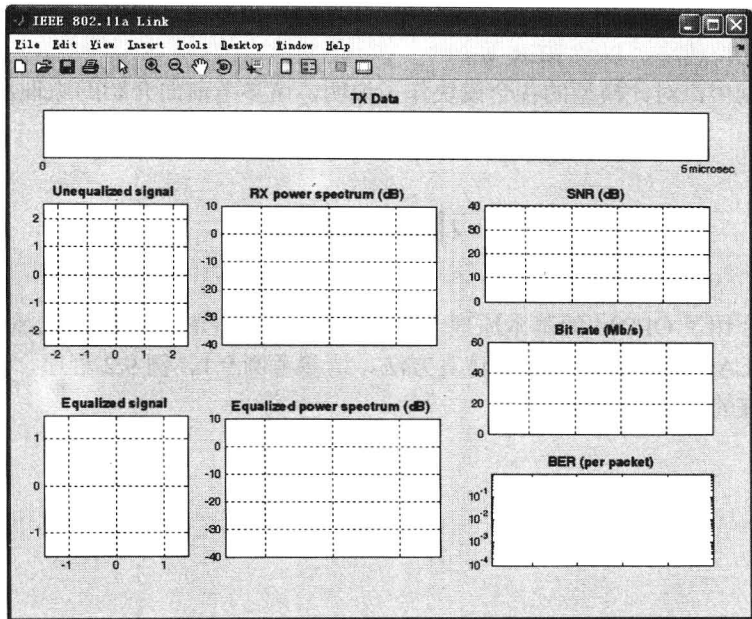 IEEE 802.11a Link
File Edit View Insert Tools Desktop Window Help
TX Data
0
5 microsec
Unequalized signal
2
1
0
-1
-2
-2 -1 0 1 2
RX power spectrum (dB)
10
0
-10
-20
-30
-40
SNR (dB)
40
30
20
10
0
Bit rate (Mb/s)
60
40
20
0
Equalized signal
1
0
-1
-1 0 1
Equalized power spectrum (dB)
10
0
-10
-20
-30
-40
BER (per packet)
10^-1
10^-2
10^-3
10^-4